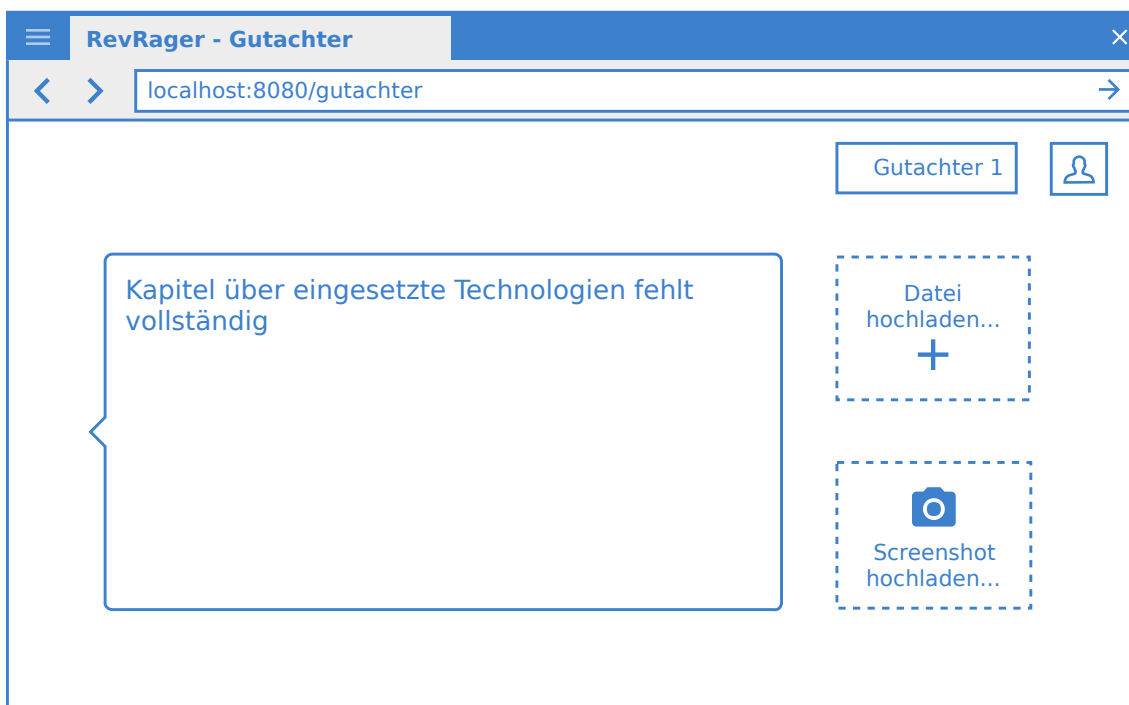 RevRager - Gutachter
localhost:8080/gutachter
Gutachter 1
Kapitel über eingesetzte Technologien fehlt
vollständig
Datei
hochladen...
Screenshot
hochladen...